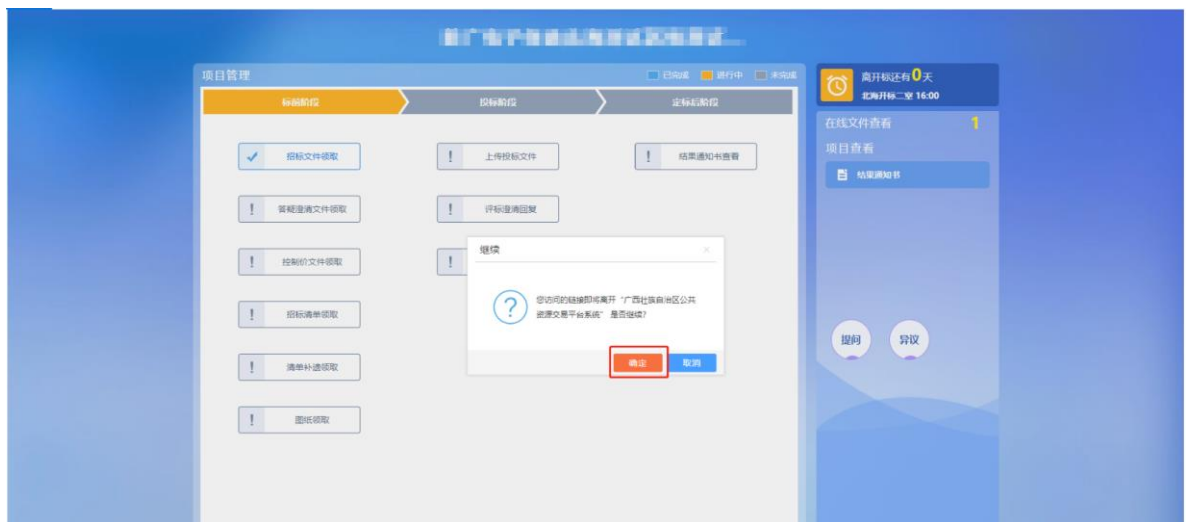 项目管理
已完成 进行中 未完成
标前阶段
投标阶段
定标后阶段
招标文件领取
上传投标文件
结果通知书查看
答疑澄清文件领取
评标澄清回复
控制价文件领取
招标清单领取
清单补遗领取
图纸领取
继续
您访问的链接即将离开“广西壮族自治区公共
资源交易平台系统” 是否继续?
确定
取消
离开标还有0天
北海开标二室 16:00
在线文件查看 1
项目查看
结果通知书
提问
异议